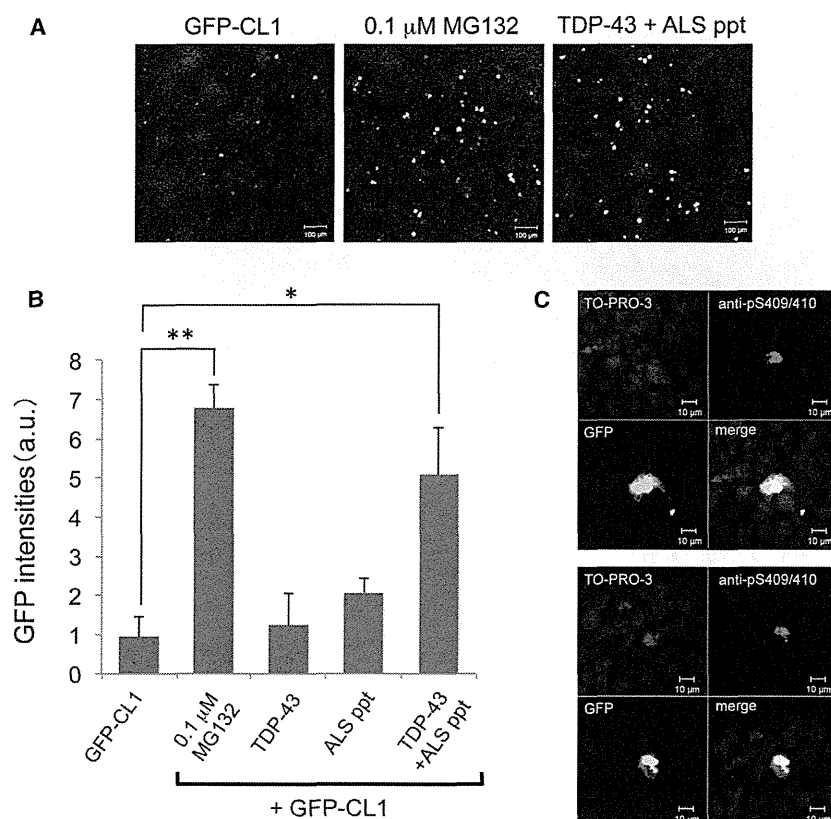 A
GFP-CL1
0.1 μM MG132
TDP-43 + ALS ppt
100 μm
100 μm
100 μm
B
GFP intensities (a.u.)
8
7
6
5
4
3
2
1
0
**
*
GFP-CL1
0.1 μM
MG132
TDP-43
ALS ppt
TDP-43
+ALS ppt
+ GFP-CL1
C
TO-PRO-3
anti-pS409/410
10 μm
10 μm
GFP
merge
10 μm
10 μm
TO-PRO-3
anti-pS409/410
10 μm
10 μm
GFP
merge
10 μm
10 μm